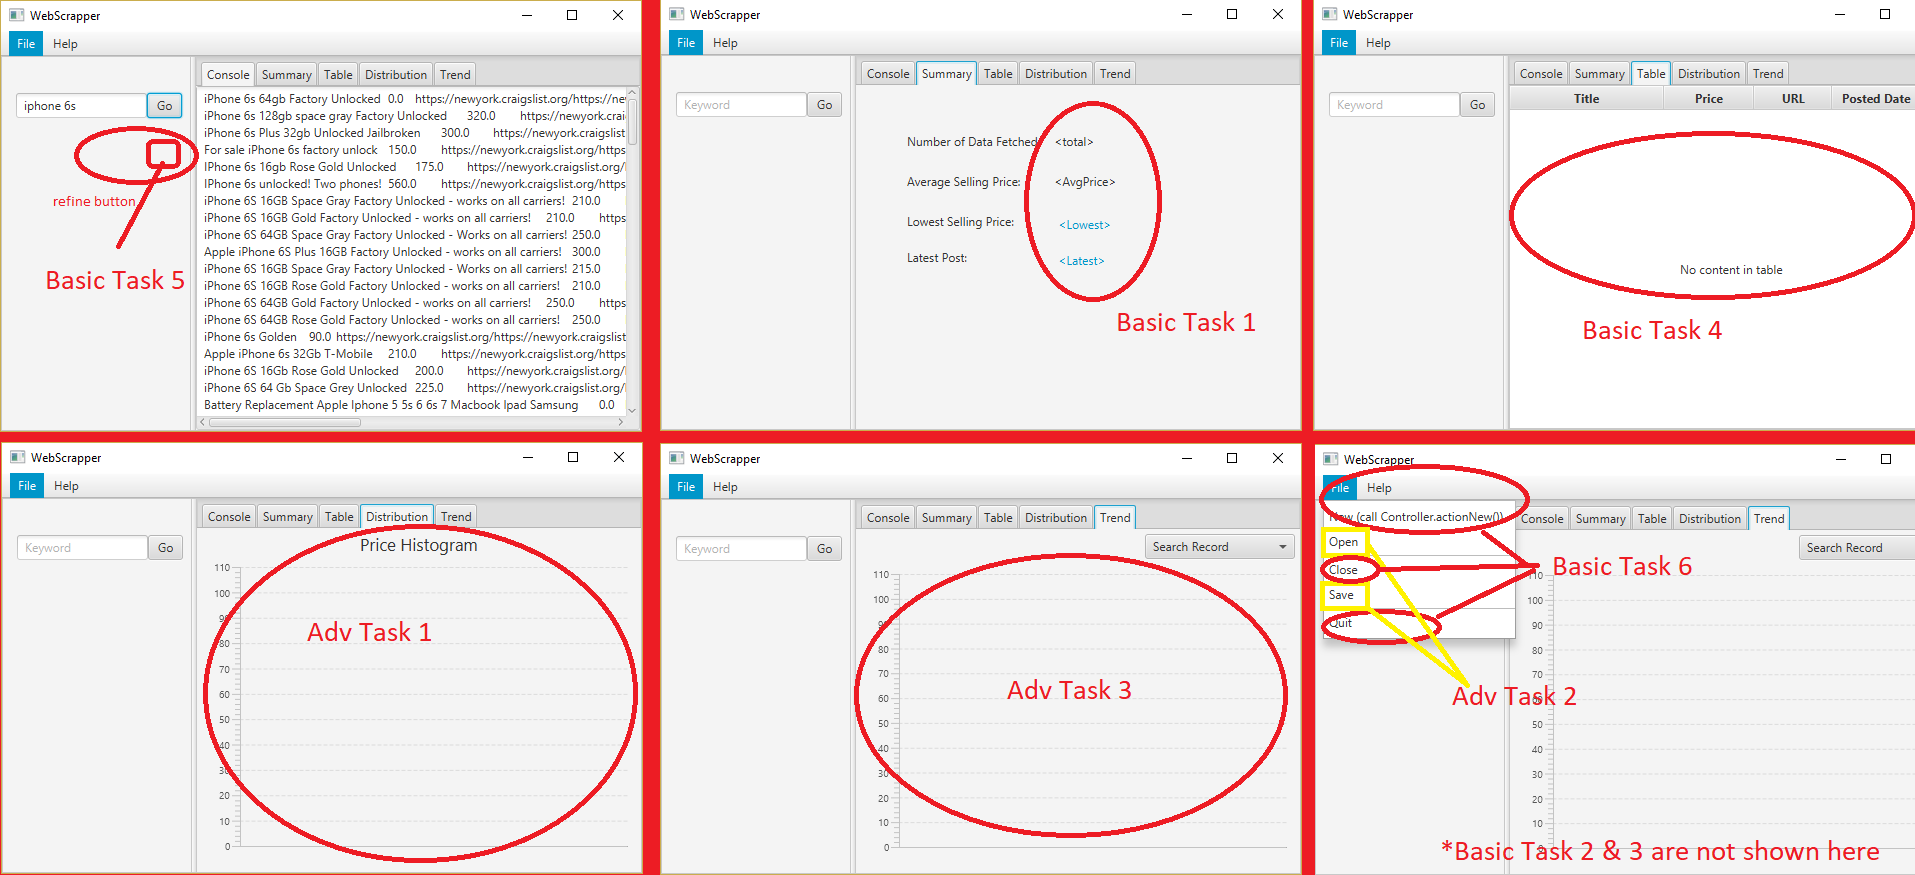 WebScrapper
File Help
iphone 6s Go
refine button
Basic Task 5
Console Summary Table Distribution Trend
iPhone 6s 64gb Factory Unlocked 0.0 https://newyork.craigslist.org/https://ne
iPhone 6s 128gb space gray Factory Unlocked 320.0 https://newyork.crai
iPhone 6s Plus 32gb Unlocked Jailbroken 300.0 https://newyork.craigslist
For sale iPhone 6s factory unlock 150.0 https://newyork.craigslist.org/https
IPhone 6s 16gb Rose Gold Unlocked 175.0 https://newyork.craigslist.org/
IPhone 6s unlocked! Two phones! 560.0 https://newyork.craigslist.org/http
iPhone 6S 16GB Space Gray Factory Unlocked - works on all carriers! 210.0
iPhone 6S 16GB Gold Factory Unlocked - works on all carriers! 210.0 https
iPhone 6S 64GB Space Gray Factory Unlocked - Works on all carriers! 250.0
Apple iPhone 6S Plus 16GB Factory Unlocked - works on all carriers! 300.0
iPhone 6S 16GB Space Gray Factory Unlocked - Works on all carriers! 215.0
iPhone 6S 16GB Rose Gold Factory Unlocked - works on all carriers! 210.0
iPhone 6S 64GB Gold Factory Unlocked - works on all carriers! 250.0 https
iPhone 6S 64GB Rose Gold Factory Unlocked - works on all carriers! 250.0
iPhone 6s Golden 90.0 https://newyork.craigslist.org/https://newyork.craigslist
Apple iPhone 6s 32Gb T-Mobile 210.0 https://newyork.craigslist.org/https
iPhone 6S 16Gb Rose Gold Unlocked 200.0 https://newyork.craigslist.org/
iPhone 6S 64 Gb Space Grey Unlocked 225.0 https://newyork.craigslist.org/
Battery Replacement Apple Iphone 5 5s 6 6s 7 Macbook Ipad Samsung 0.0
WebScrapper
File Help
Keyword Go
Console Summary Table Distribution Trend
Number of Data Fetched: <total>
Average Selling Price: <AvgPrice>
Lowest Selling Price: <Lowest>
Latest Post: <Latest>
Basic Task 1
WebScrapper
File Help
Keyword Go
Console Summary Table Distribution Trend
Title Price URL Posted Date
No content in table
Basic Task 4
WebScrapper
File Help
Keyword Go
Console Summary Table Distribution Trend
Price Histogram
110
100
90
80
70
60
50
40
30
20
10
0
Adv Task 1
WebScrapper
File Help
Keyword Go
Console Summary Table Distribution Trend
Search Record
110
100
90
80
70
60
50
40
30
20
10
0
Adv Task 3
WebScrapper
File Help
New (call Controller.actionNew())
Open
Close
Save
Quit
Console Summary Table Distribution Trend
Search Record
Basic Task 6
Adv Task 2
110
100
90
80
70
60
50
40
30
20
10
0
*Basic Task 2 & 3 are not shown here